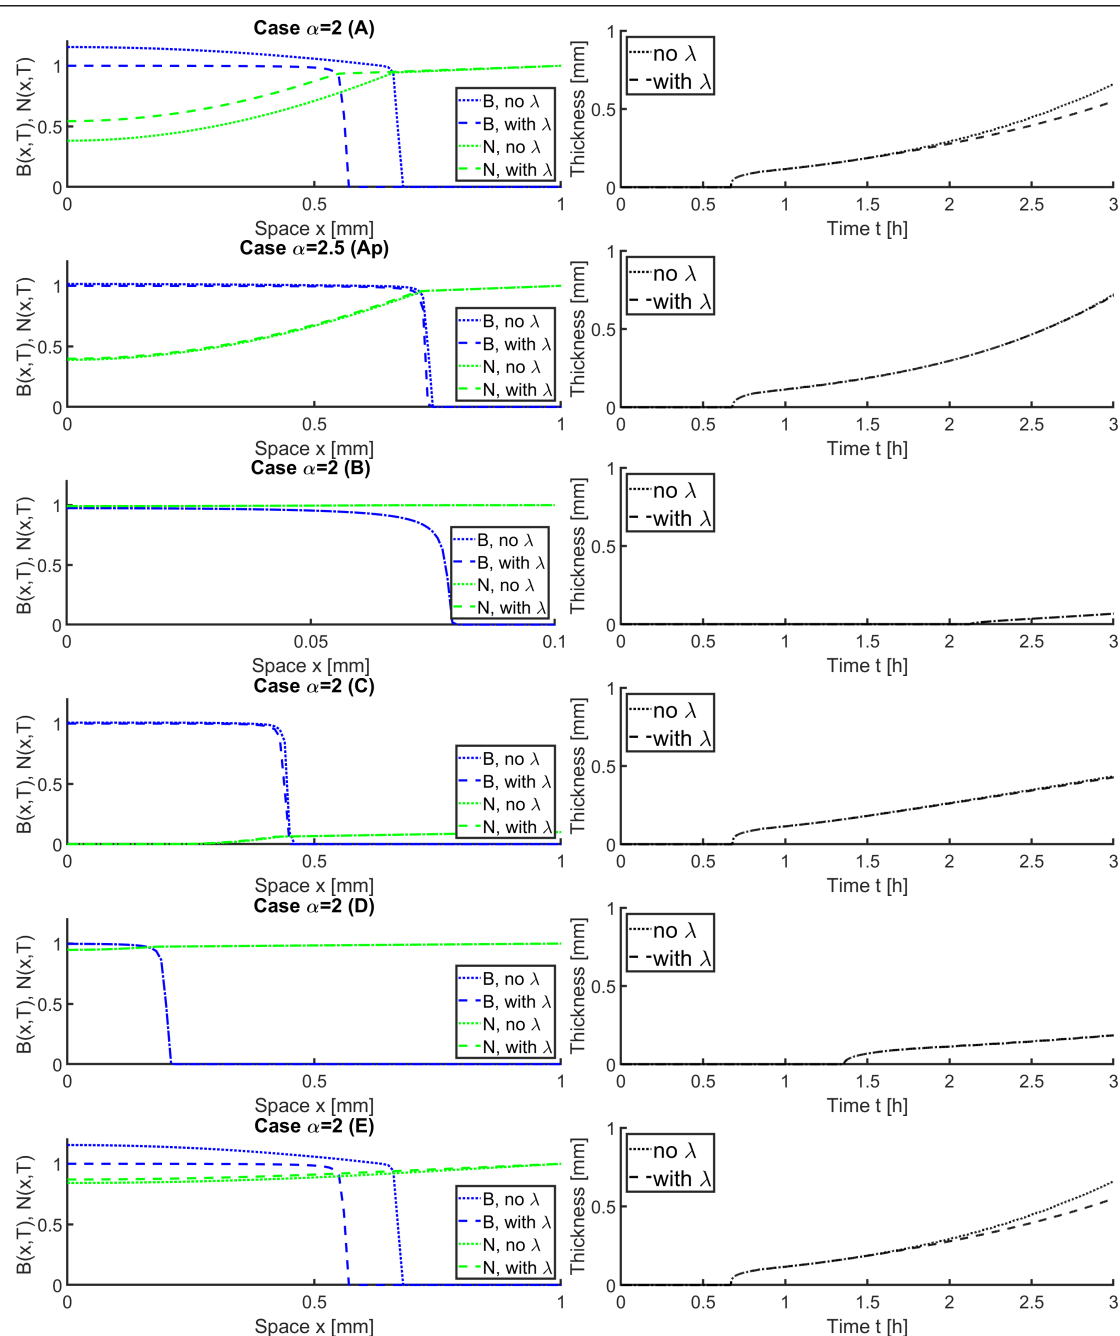 Case α=2 (A)
B(x,T), N(x,T)
1
0.5
0
0
0.5
1
Space x [mm]
B, no λ
B, with λ
N, no λ
N, with λ
Thickness [mm]
1
0.5
0
0
0.5
1
1.5
2
2.5
3
Time t [h]
no λ
with λ
Case α=2.5 (Ap)
B(x,T), N(x,T)
1
0.5
0
0
0.5
1
Space x [mm]
B, no λ
B, with λ
N, no λ
N, with λ
Thickness [mm]
1
0.5
0
0
0.5
1
1.5
2
2.5
3
Time t [h]
no λ
with λ
Case α=2 (B)
B(x,T), N(x,T)
1
0.5
0
0
0.05
0.1
Space x [mm]
B, no λ
B, with λ
N, no λ
N, with λ
Thickness [mm]
1
0.5
0
0
0.5
1
1.5
2
2.5
3
Time t [h]
no λ
with λ
Case α=2 (C)
B(x,T), N(x,T)
1
0.5
0
0
0.5
1
Space x [mm]
B, no λ
B, with λ
N, no λ
N, with λ
Thickness [mm]
1
0.5
0
0
0.5
1
1.5
2
2.5
3
Time t [h]
no λ
with λ
Case α=2 (D)
B(x,T), N(x,T)
1
0.5
0
0
0.5
1
Space x [mm]
B, no λ
B, with λ
N, no λ
N, with λ
Thickness [mm]
1
0.5
0
0
0.5
1
1.5
2
2.5
3
Time t [h]
no λ
with λ
Case α=2 (E)
B(x,T), N(x,T)
1
0.5
0
0
0.5
1
Space x [mm]
B, no λ
B, with λ
N, no λ
N, with λ
Thickness [mm]
1
0.5
0
0
0.5
1
1.5
2
2.5
3
Time t [h]
no λ
with λ